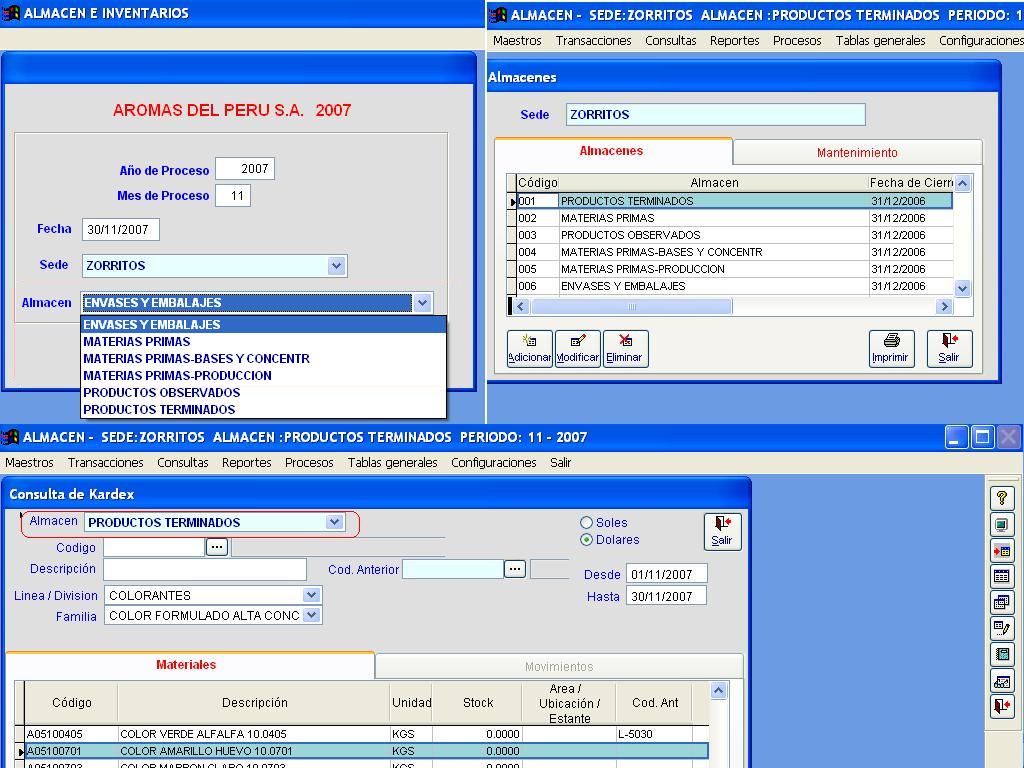 ALMACEN E INVENTARIOS
AROMAS DEL PERU S.A. 2007
Año de Proceso 2007
Mes de Proceso 11
Fecha 30/11/2007
Sede ZORRITOS
Almacen ENVASES Y EMBALAJES
ENVASES Y EMBALAJES
MATERIAS PRIMAS
MATERIAS PRIMAS-BASES Y CONCENTR
MATERIAS PRIMAS-PRODUCCION
PRODUCTOS OBSERVADOS
PRODUCTOS TERMINADOS
ALMACEN - SEDE:ZORRITOS ALMACEN :PRODUCTOS TERMINADOS PERIODO: 1
Maestros Transacciones Consultas Reportes Procesos Tablas generales Configuraciones
Almacenes
Sede ZORRITOS
Almacenes Mantenimiento
Código Almacen Fecha de Cierr
001 PRODUCTOS TERMINADOS 31/12/2006
002 MATERIAS PRIMAS 31/12/2006
003 PRODUCTOS OBSERVADOS 31/12/2006
004 MATERIAS PRIMAS-BASES Y CONCENTR 31/12/2006
005 MATERIAS PRIMAS-PRODUCCION 31/12/2006
006 ENVASES Y EMBALAJES 31/12/2006
Adicionar Modificar Eliminar Imprimir Salir
ALMACEN - SEDE:ZORRITOS ALMACEN :PRODUCTOS TERMINADOS PERIODO: 11 - 2007
Maestros Transacciones Consultas Reportes Procesos Tablas generales Configuraciones Salir
Consulta de Kardex
Almacen PRODUCTOS TERMINADOS
Soles
Dolares
Salir
Codigo ...
Descripción
Cod. Anterior ...
Desde 01/11/2007
Hasta 30/11/2007
Linea / Division COLORANTES
Familia COLOR FORMULADO ALTA CONC
Materiales Movimientos
Código Descripción Unidad Stock Area / Ubicación / Estante Cod. Ant
A05100405 COLOR VERDE ALFALFA 10.0405 KGS 0.0000 L-5030
A05100701 COLOR AMARILLO HUEVO 10.0701 KGS 0.0000
A05100703 COLOR MARRON CLARO 10.0703 KGS 0.0000